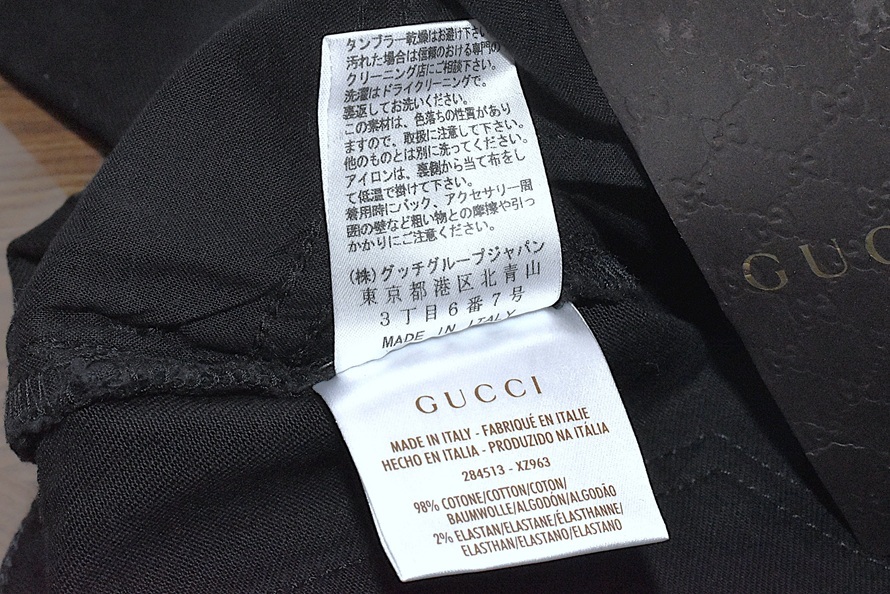 タンブラー乾燥はお避け下さい
汚れた場合は信頼のおける専門の
クリーニング店にご相談下さい。
洗濯はドライクリーニングで。
裏返してお洗いください。
この素材は、色落ちの性質があり
ますので、取扱に注意して下さい。
他のものとは別に洗ってください。
アイロンは、裏側から当て布をし
て低温で掛けて下さい。
着用時にバック、アクセサリー周
囲の壁など粗い物との摩擦や引っ
かかりにご注意ください。
(株)グッチグループジャパン
東京都港区北青山
3丁目6番7号
MADE IN ITALY
GUCCI
MADE IN ITALY - FABRIQUÉ EN ITALIE
HECHO EN ITALIA - PRODUZIDO NA ITÁLIA
284513 - XZ963
98% COTONE/COTTON/COTON/
BAUMWOLLE/ALGODÓN/ALGODÃO
2% ELASTAN/ELASTANE/ÉLASTHANNE/
ELASTHAN/ELASTANO/ELASTANO
GUC